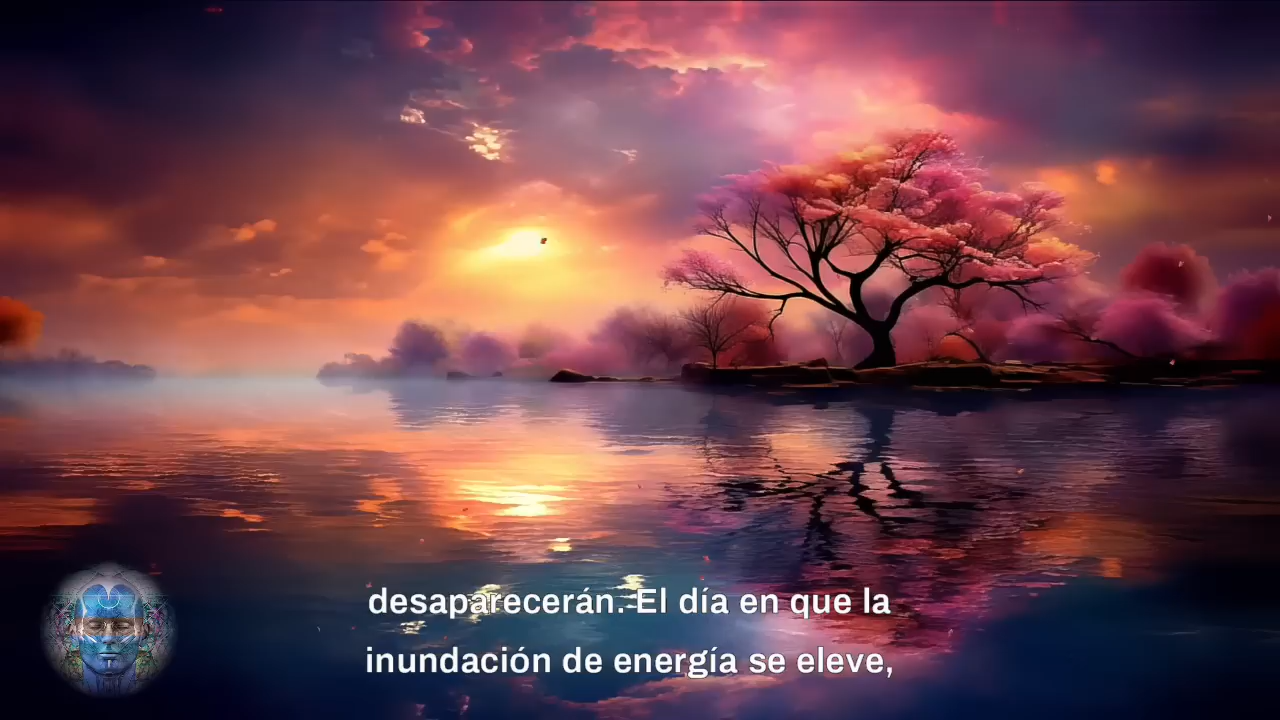 desaparecerán. El día en que la
inundación de energía se eleve,